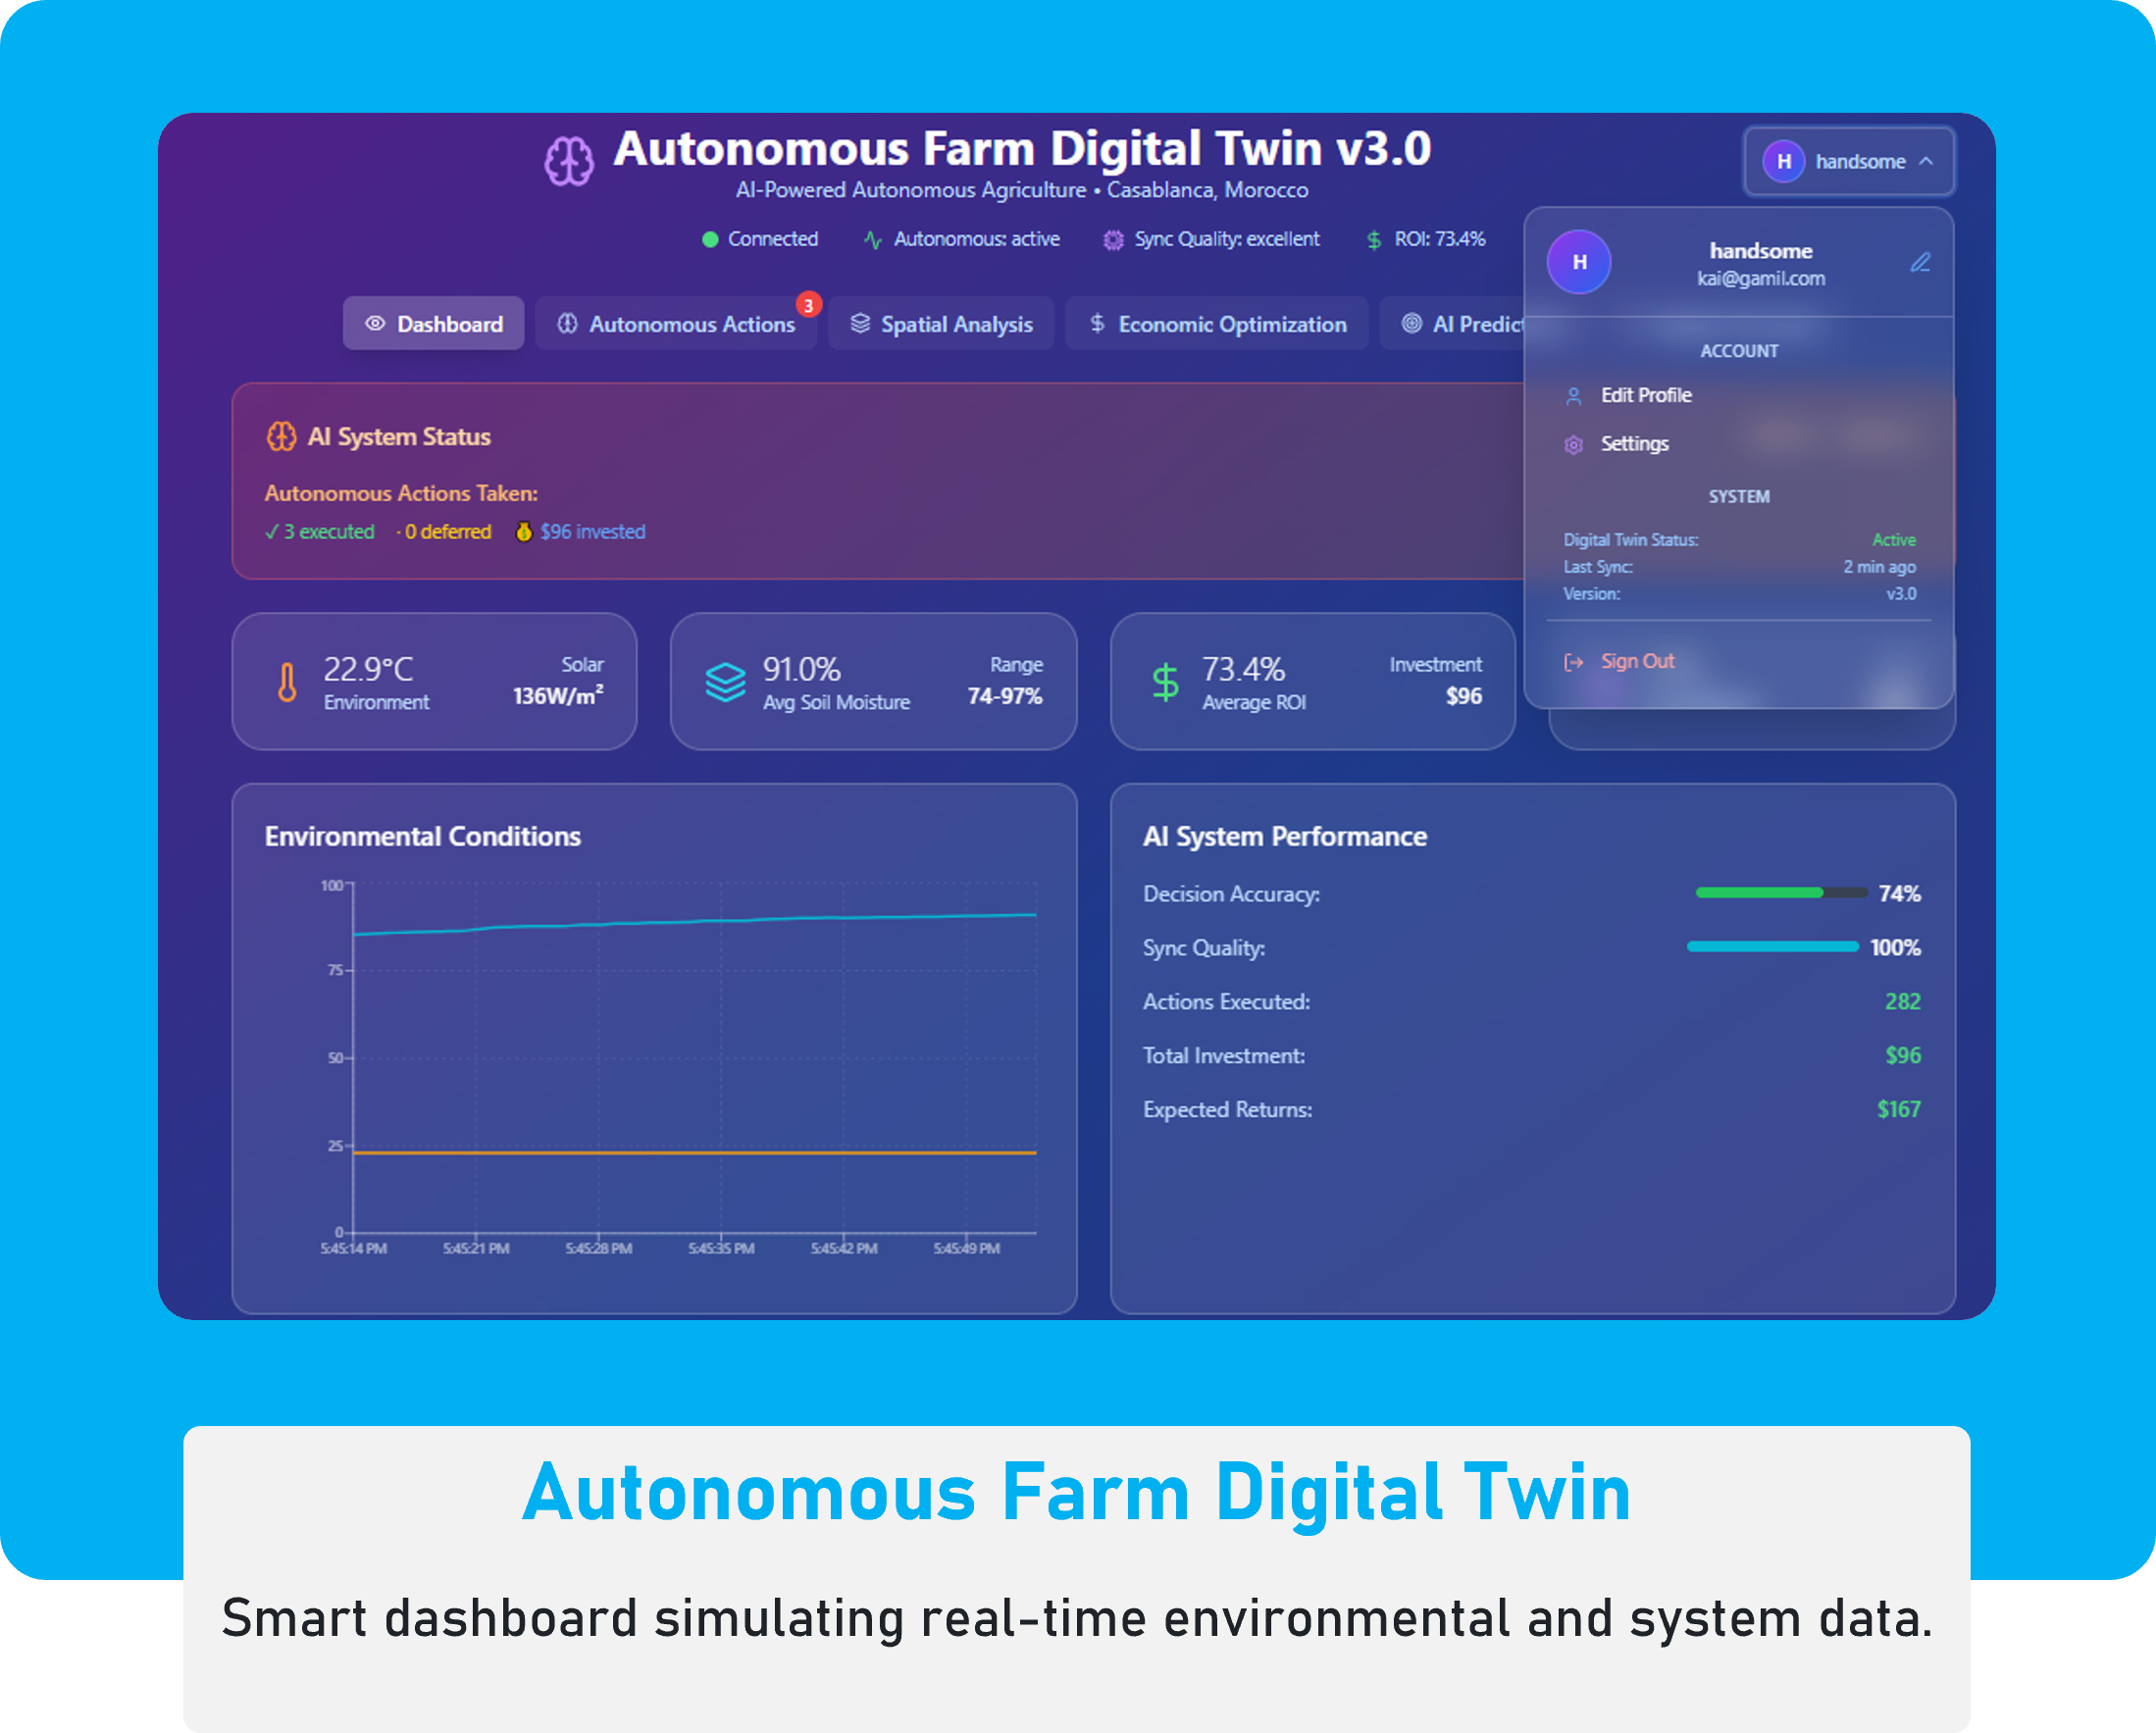 Autonomous Farm Digital Twin v3.0
AI-Powered Autonomous Agriculture • Casablanca, Morocco
Connected Autonomous: active Sync Quality: excellent ROI: 73.4%
H handsome
H handsome
kai@gamil.com
ACCOUNT
Edit Profile
Settings
SYSTEM
Digital Twin Status: Active
Last Sync: 2 min ago
Version: v3.0
Sign Out
Dashboard Autonomous Actions 3 Spatial Analysis Economic Optimization AI Predict
AI System Status
Autonomous Actions Taken:
✓ 3 executed · 0 deferred 💰 $96 invested
22.9°C Solar
Environment 136W/m²
91.0% Range
Avg Soil Moisture 74-97%
73.4% Investment
Average ROI $96
Environmental Conditions
100
75
50
25
0
5:45:14 PM 5:45:21 PM 5:45:28 PM 5:45:35 PM 5:45:42 PM 5:45:49 PM
AI System Performance
Decision Accuracy: 74%
Sync Quality: 100%
Actions Executed: 282
Total Investment: $96
Expected Returns: $167
Autonomous Farm Digital Twin
Smart dashboard simulating real-time environmental and system data.